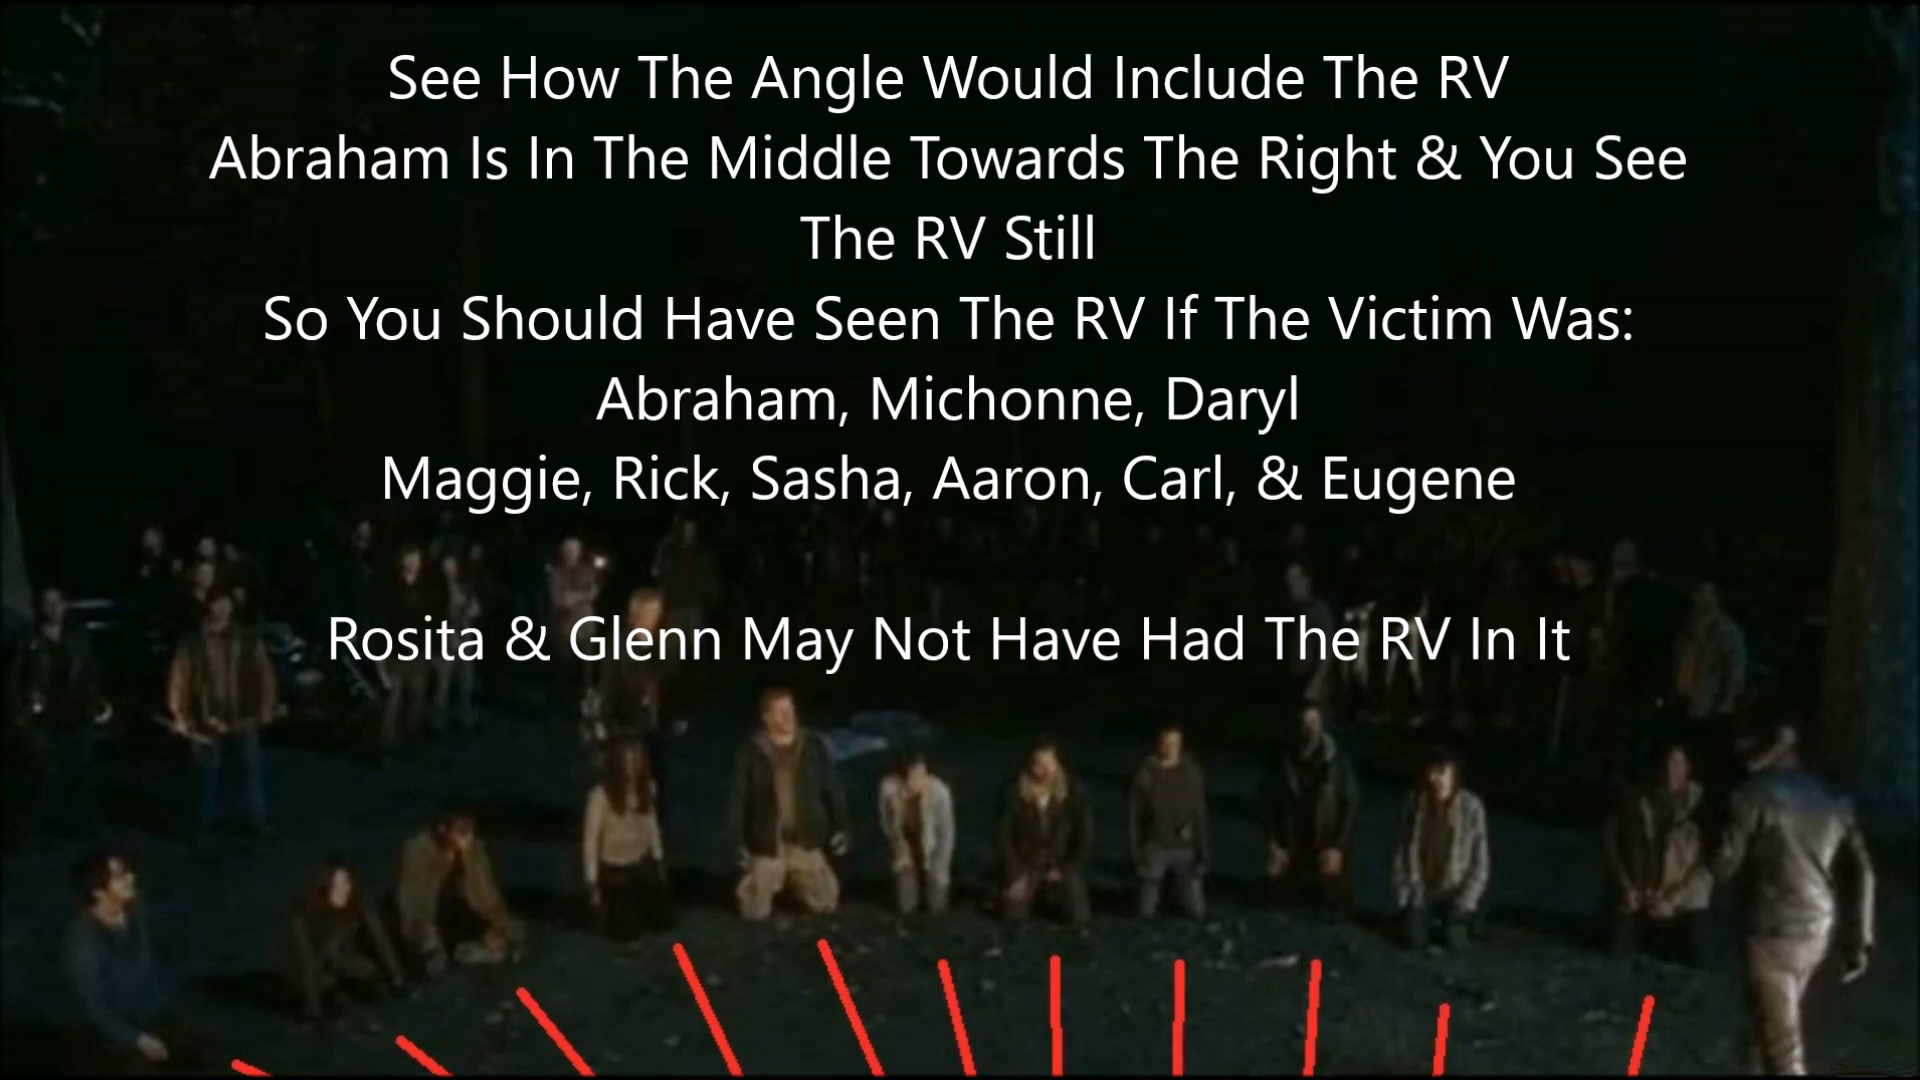 See How The Angle Would Include The RV
Abraham Is In The Middle Towards The Right & You See
The RV Still
So You Should Have Seen The RV If The Victim Was:
Abraham, Michonne, Daryl
Maggie, Rick, Sasha, Aaron, Carl, & Eugene
Rosita & Glenn May Not Have Had The RV In It